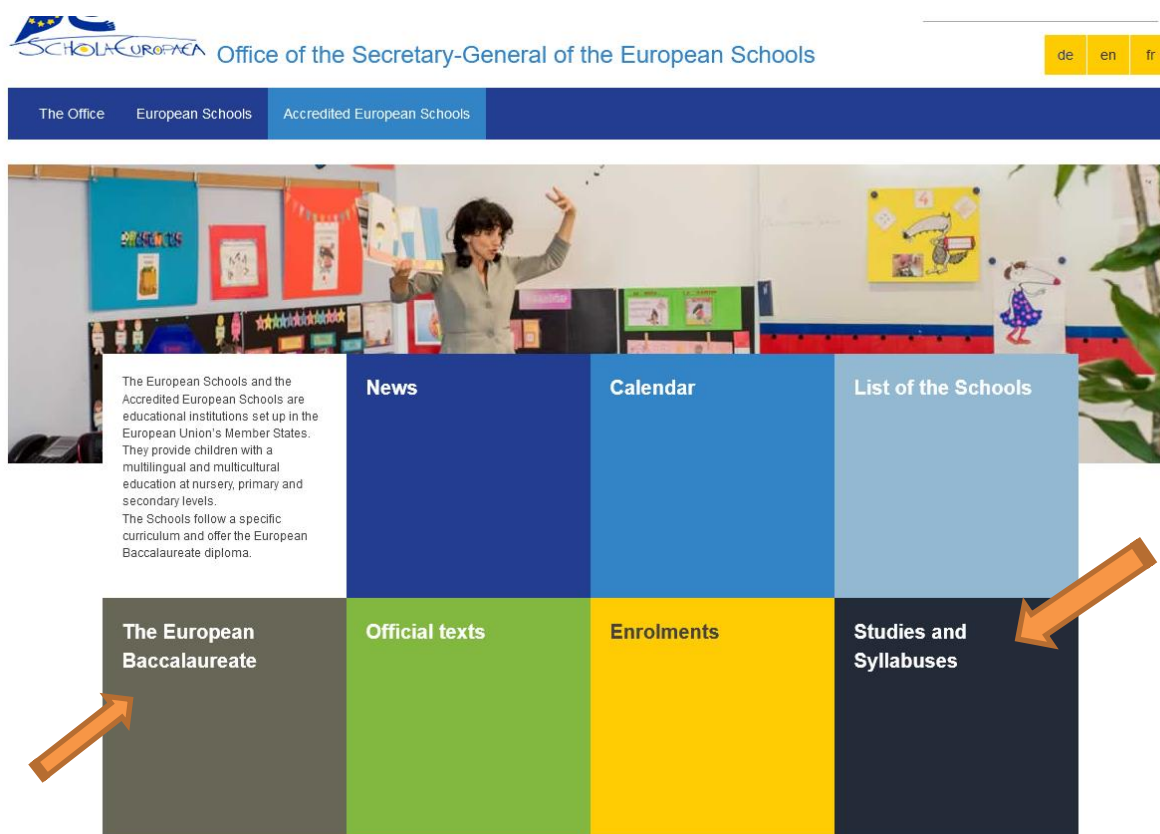 SCHOLA EUROPAEA
Office of the Secretary-General of the European Schools
de en fr
The Office European Schools Accredited European Schools
4
The European Schools and the
Accredited European Schools are
educational institutions set up in the
European Union's Member States.
They provide children with a
multilingual and multicultural
education at nursery, primary and
secondary levels.
The Schools follow a specific
curriculum and offer the European
Baccalaureate diploma.
News
Calendar
List of the Schools
The European
Baccalaureate
Official texts
Enrolments
Studies and
Syllabuses